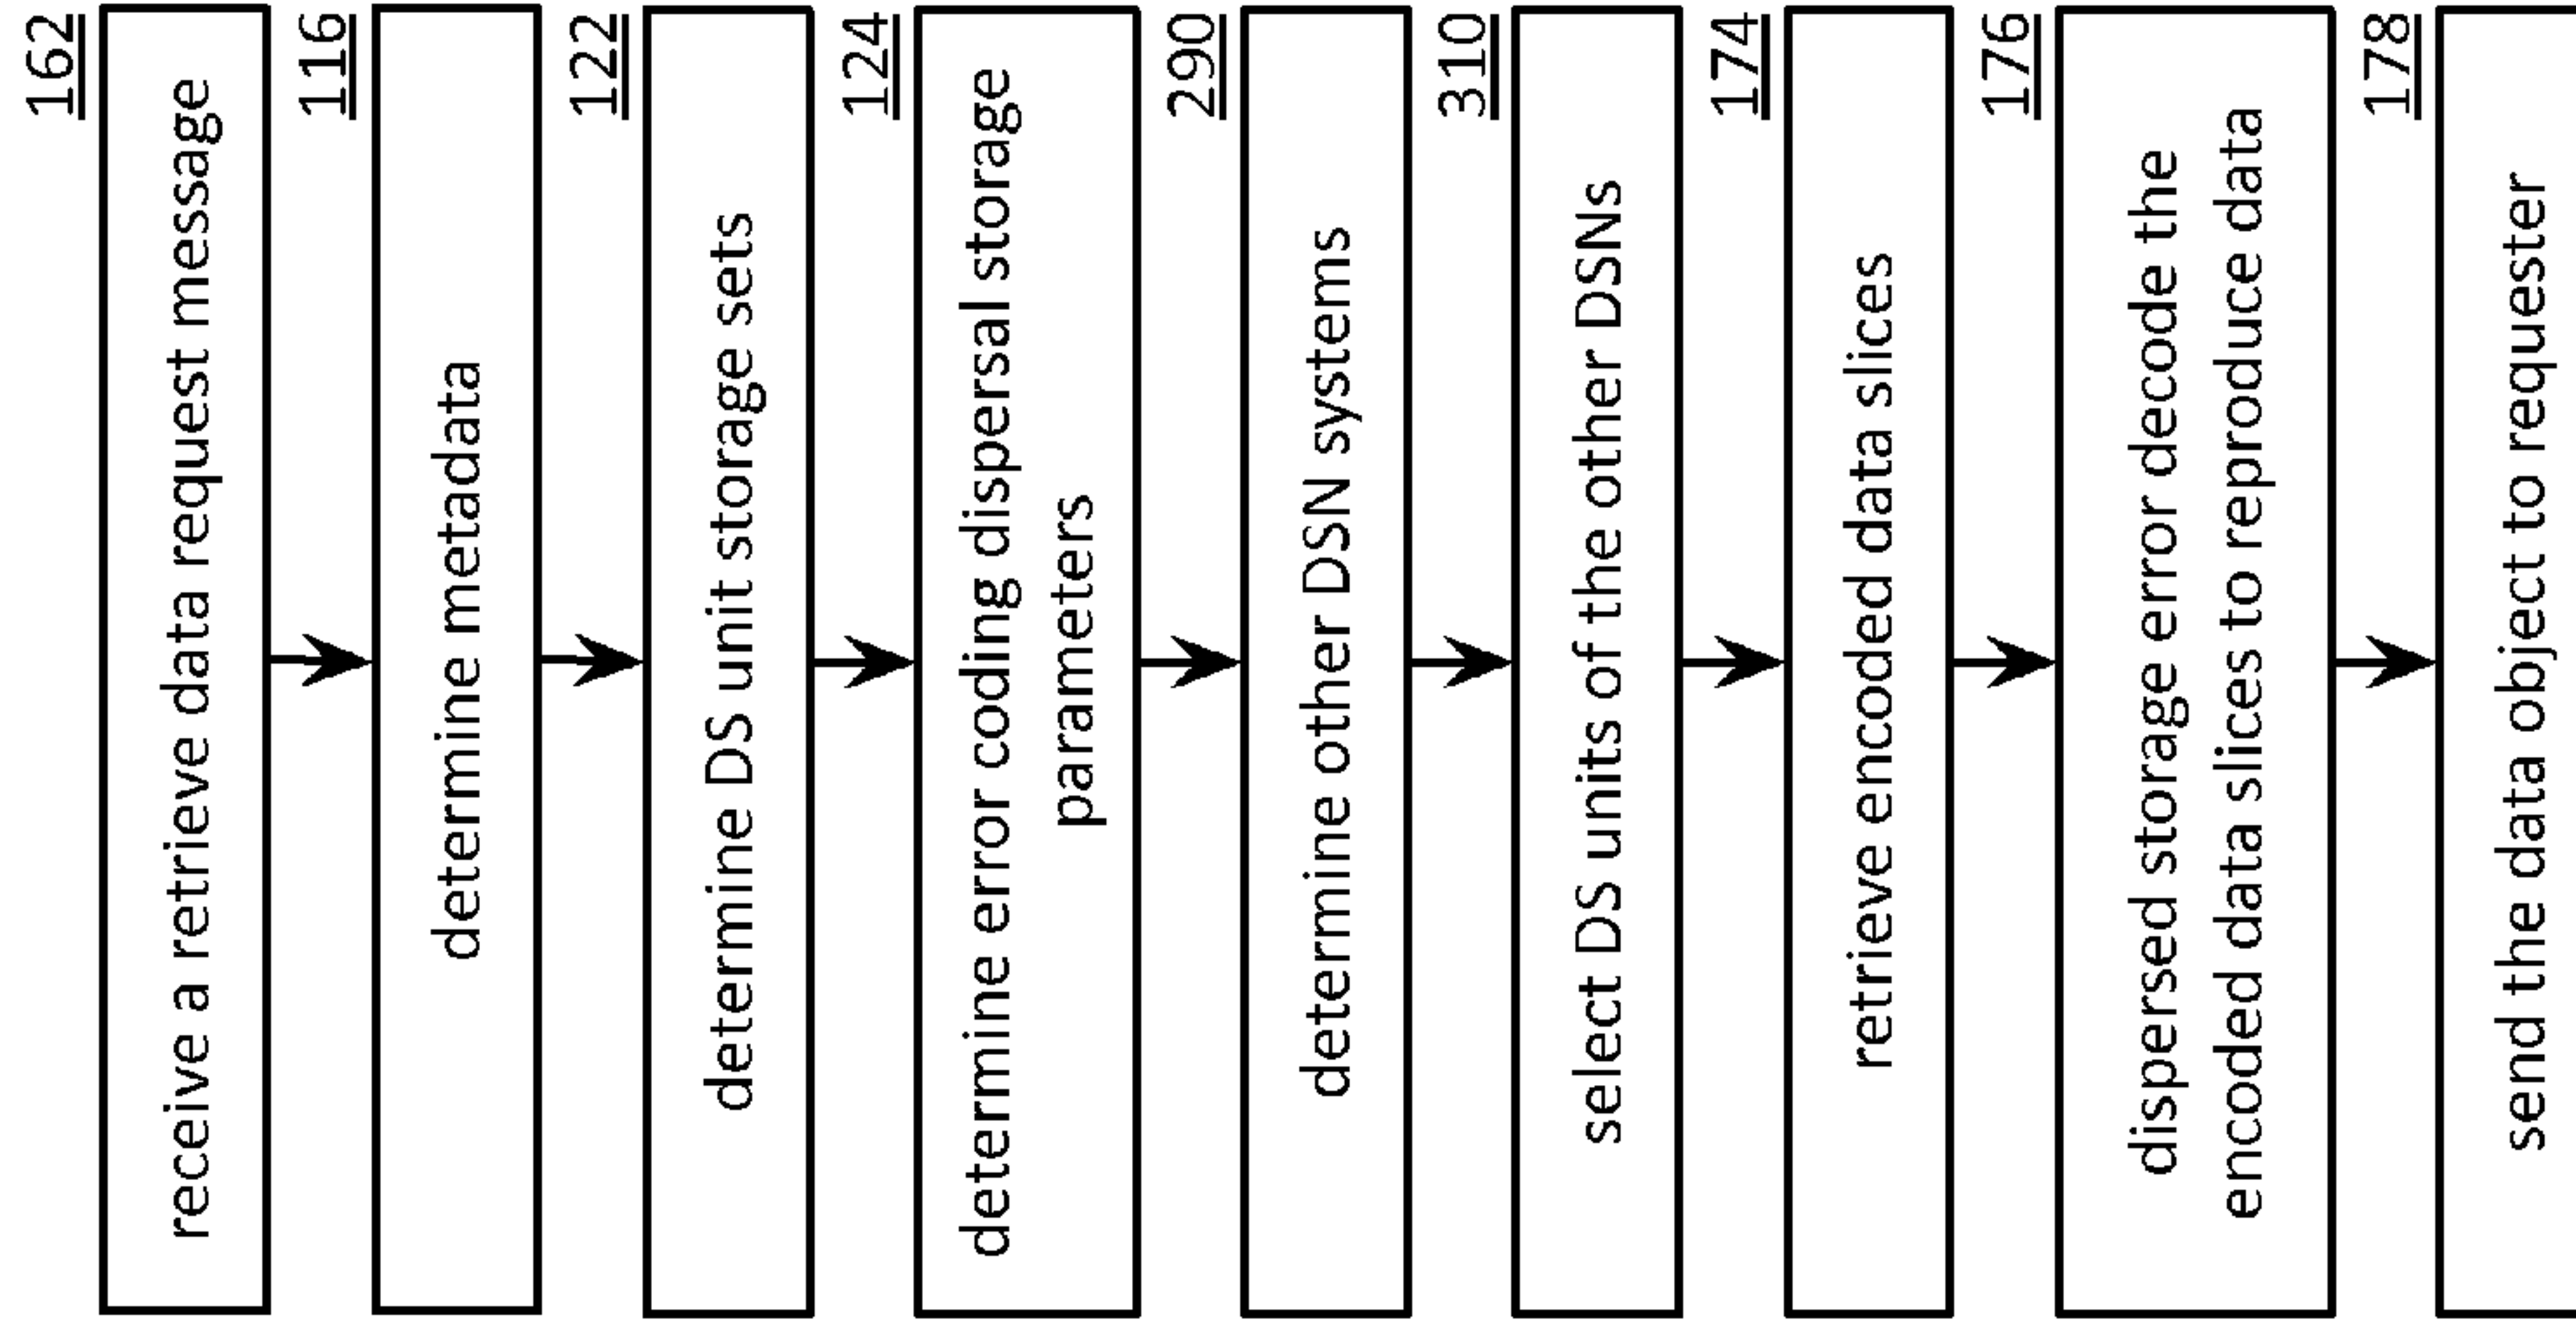 162
receive a retrieve data request message
116
determine metadata
122
determine DS unit storage sets
124
determine error coding dispersal storage
parameters
290
determine other DSN systems
310
select DS units of the other DSNs
174
retrieve encoded data slices
176
dispersed storage error decode the
encoded data slices to reproduce data
178
send the data object to requester